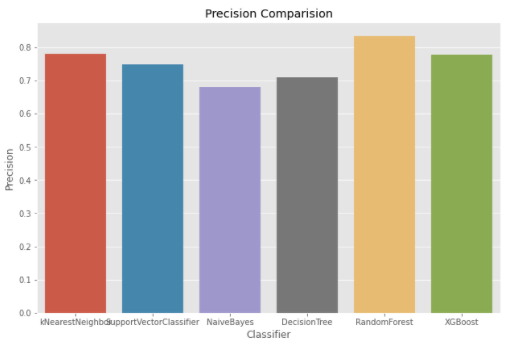 Precision Comparision
Precision
0.8
0.7
0.6
0.5
0.4
0.3
0.2
0.1
0.0
kNearestNeighbor SupportVectorClassifier NaiveBayes DecisionTree RandomForest XGBoost
Classifier